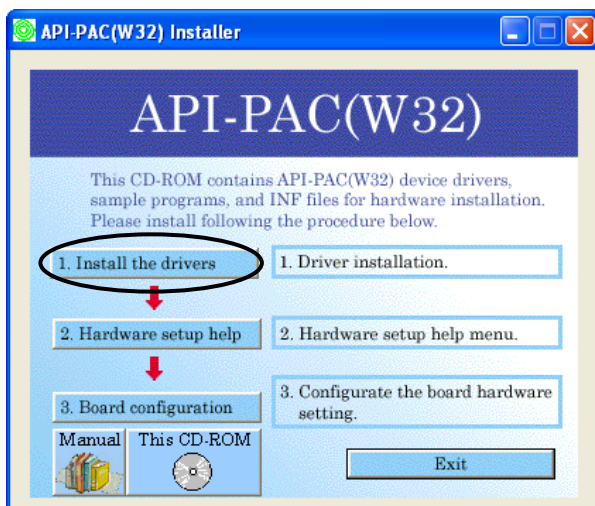 API-PAC(W32) Installer
API-PAC(W32)
This CD-ROM contains API-PAC(W32) device drivers,
sample programs, and INF files for hardware installation.
Please install following the procedure below.
1. Install the drivers
1. Driver installation.
2. Hardware setup help
2. Hardware setup help menu.
3. Board configuration
3. Configurate the board hardware
setting.
Manual
This CD-ROM
Exit